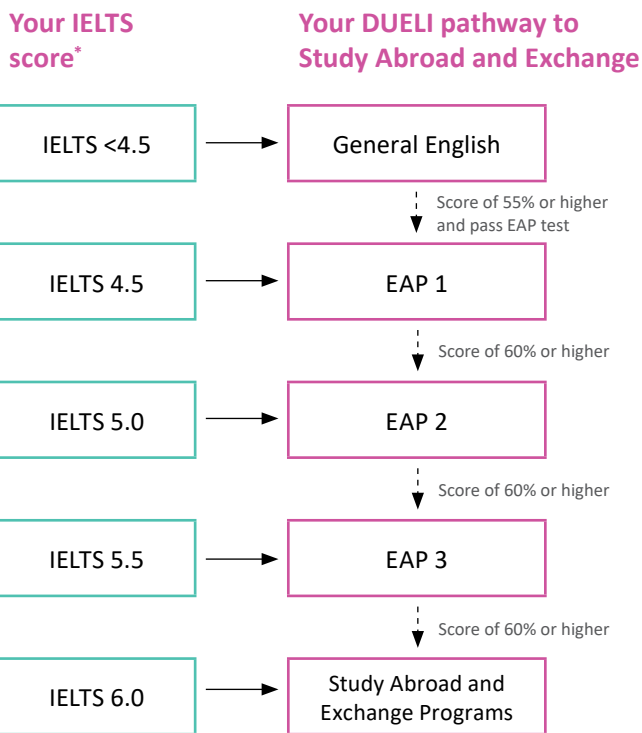 Your IELTS
score*
Your DUELI pathway to
Study Abroad and Exchange
IELTS <4.5
General English
Score of 55% or higher
and pass EAP test
IELTS 4.5
EAP 1
Score of 60% or higher
IELTS 5.0
EAP 2
Score of 60% or higher
IELTS 5.5
EAP 3
Score of 60% or higher
IELTS 6.0
Study Abroad and
Exchange Programs